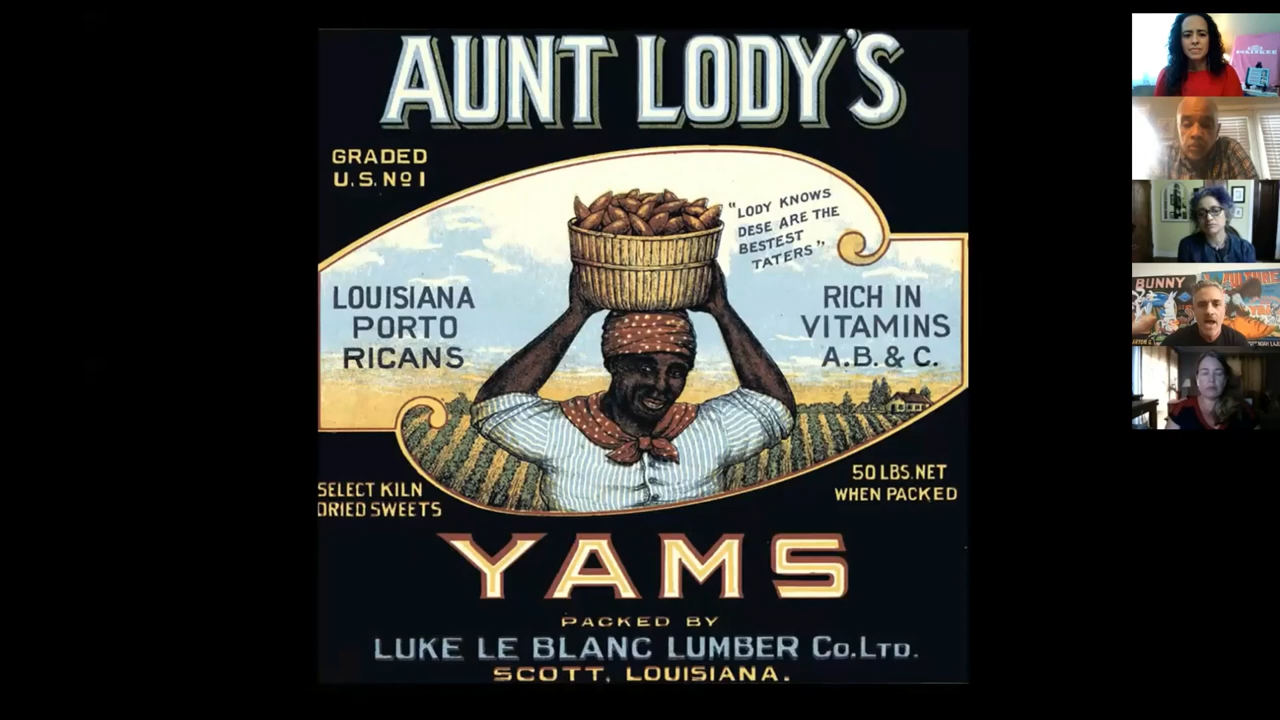 AUNT LODY'S
GRADED
U.S. No 1
"LODY KNOWS
DESE ARE THE
BESTEST
TATERS"
LOUISIANA
PORTO
RICANS
RICH IN
VITAMINS
A.B. & C.
SELECT KILN
DRIED SWEETS
50 LBS. NET
WHEN PACKED
YAMS
PACKED BY
LUKE LE BLANC LUMBER Co. LTD.
SCOTT, LOUISIANA.
BUNNY